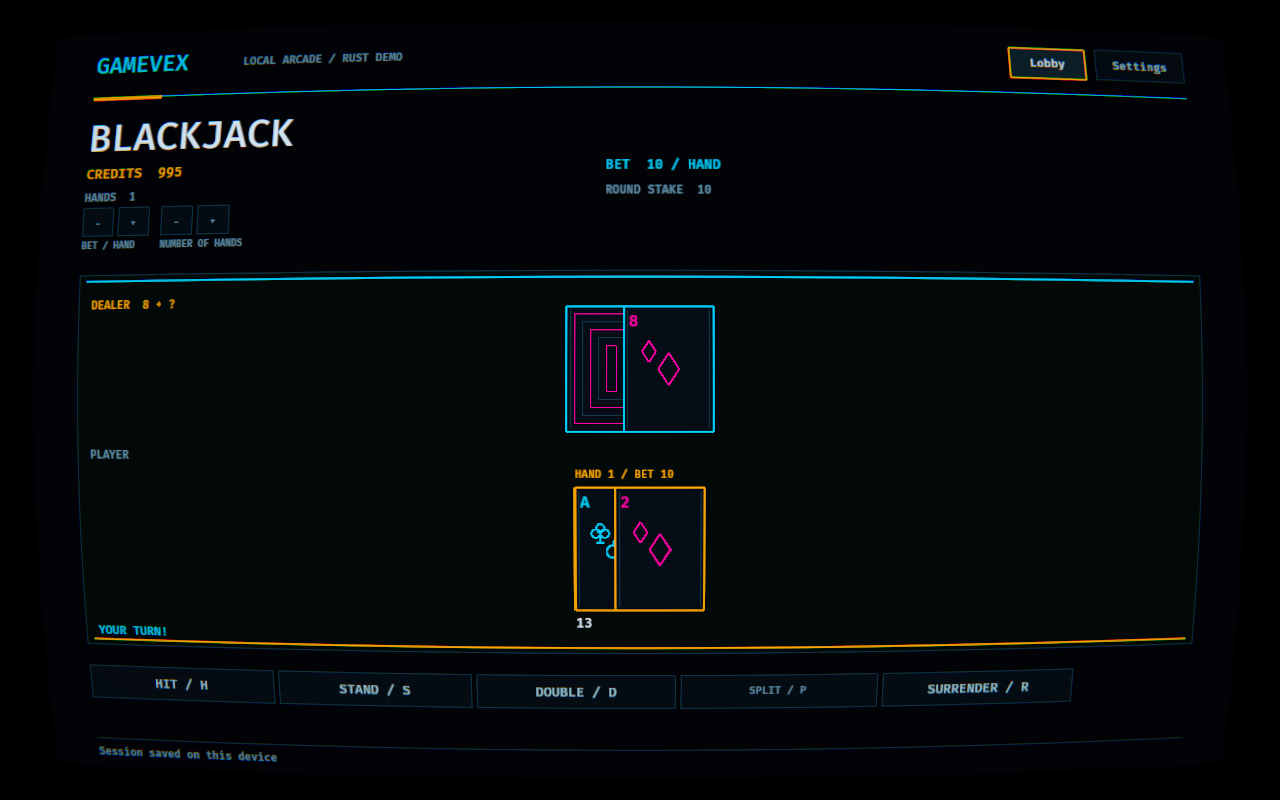 GAMEVEX
LOCAL ARCADE / RUST DEMO
Lobby
Settings
BLACKJACK
CREDITS 995
BET 10 / HAND
ROUND STAKE 10
HANDS 1
- + - +
BET / HAND
NUMBER OF HANDS
DEALER 8 + ?
8
PLAYER
HAND 1 / BET 10
A
2
13
YOUR TURN!
HIT / H
STAND / S
DOUBLE / D
SPLIT / P
SURRENDER / R
Session saved on this device